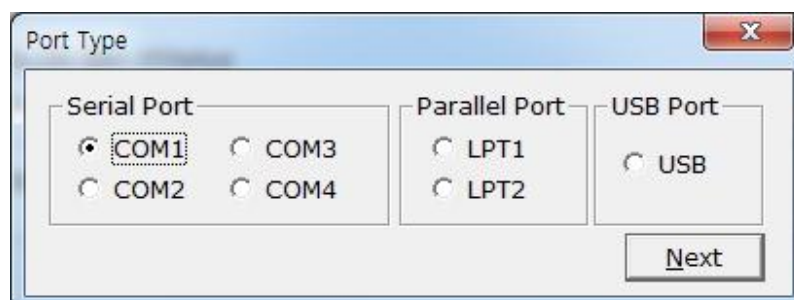 Port Type
Serial Port Parallel Port USB Port
COM1 COM3 LPT1 USB
COM2 COM4 LPT2
Next